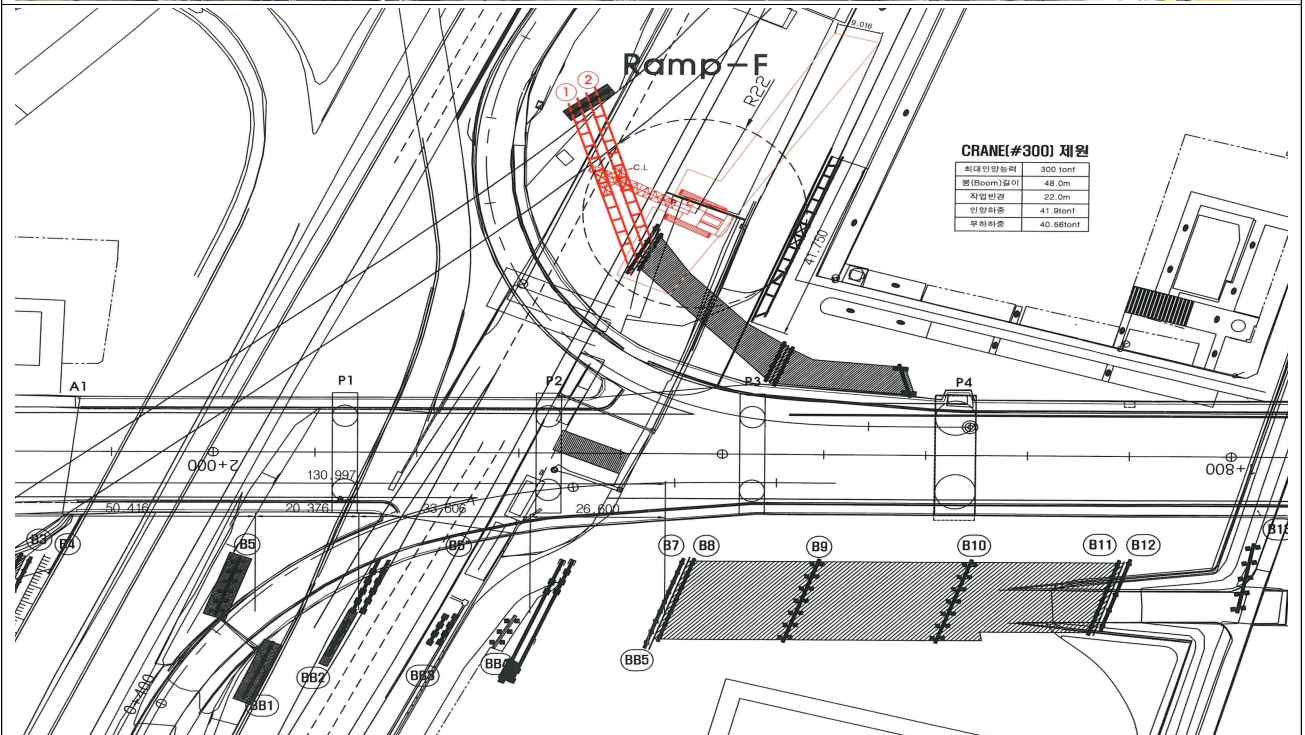 9.016
Ramp-F
1
2
R22
C.L
CRANE(#300) 제원
최대인양능력 300 tonf
붐(Boom)길이 48.0m
작업반경 22.0m
인양하중 41.9tonf
부하하중 40.56tonf
41.750
A1
P1
P2
P3
P4
2+000
130.997
+800
50.416
20.376
33.606
26.600
B3
B4
B5
B6
B7
B8
B9
B10
B11
B12
BB1
BB2
BB3
BB5
0+400